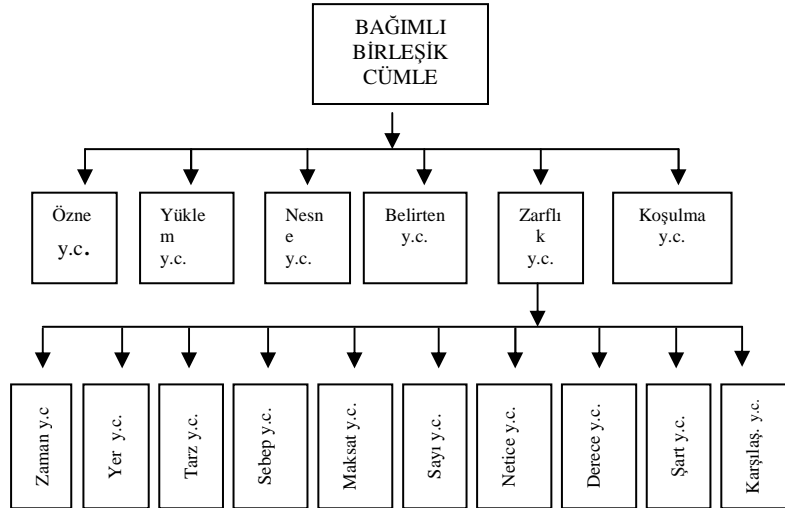 BAĞIMLI
BİRLEŞİK
CÜMLE
Özne
y.c.
Yükle
m
y.c.
Nesn
e
y.c.
Belirten
y.c.
Zarflı
k
y.c.
Koşulma
y.c.
Zaman y.c
Yer y.c.
Tarz y.c.
Sebep y.c.
Maksat y.c.
Sayı y.c.
Netice y.c.
Derece y.c.
Şart y.c.
Karşılaş. y.c.